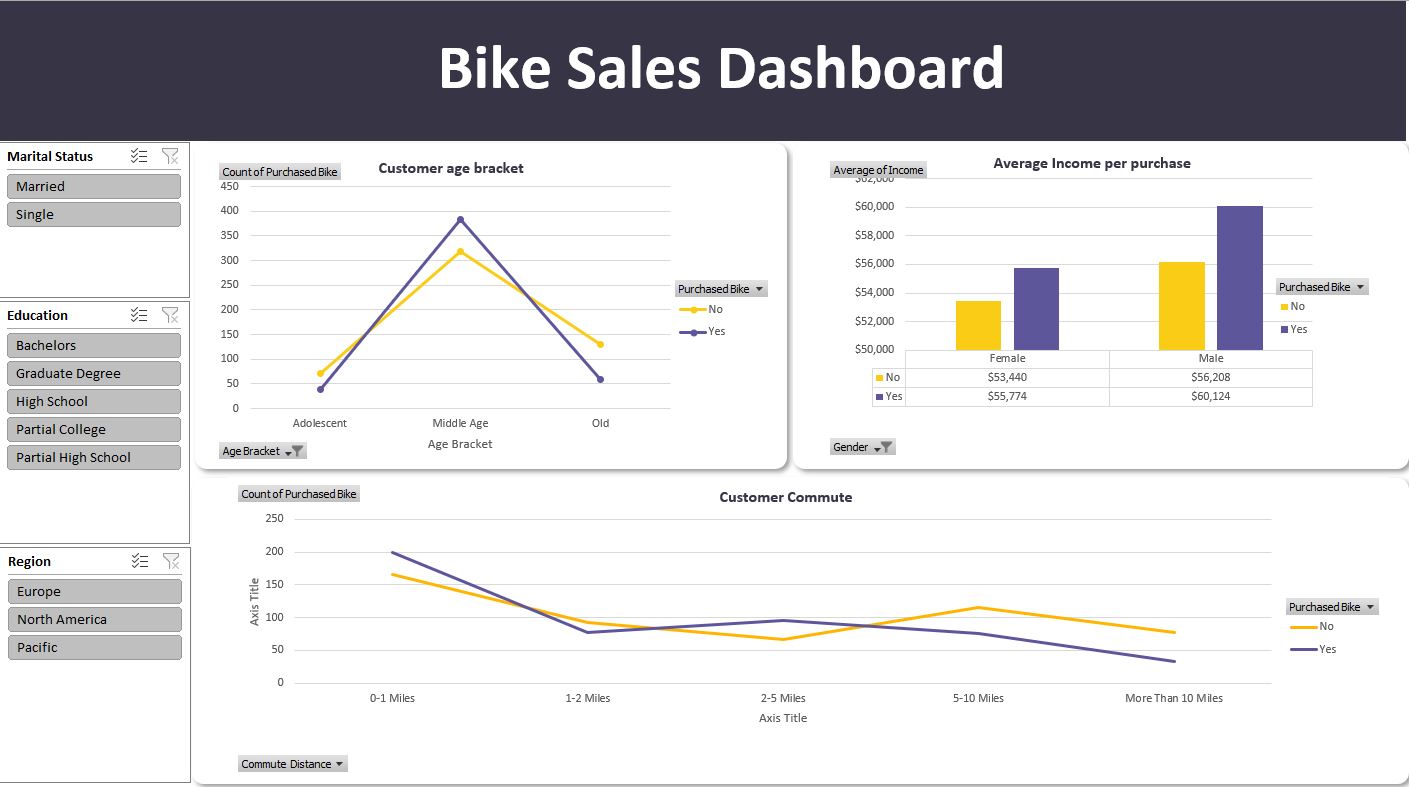 Bike Sales Dashboard
Marital Status
Married
Single
Education
Bachelors
Graduate Degree
High School
Partial College
Partial High School
Region
Europe
North America
Pacific
Count of Purchased Bike
Customer age bracket
450
400
350
300
250
200
150
100
50
0
Adolescent Middle Age Old
Age Bracket
Purchased Bike
No
Yes
Age Bracket
Average of Income
Average Income per purchase
$62,000
$60,000
$58,000
$56,000
$54,000
$52,000
$50,000
Female Male
No $53,440 $56,208
Yes $55,774 $60,124
Purchased Bike
No
Yes
Gender
Count of Purchased Bike
Customer Commute
250
200
150
100
50
0
Axis Title
0-1 Miles 1-2 Miles 2-5 Miles 5-10 Miles More Than 10 Miles
Axis Title
Purchased Bike
No
Yes
Commute Distance